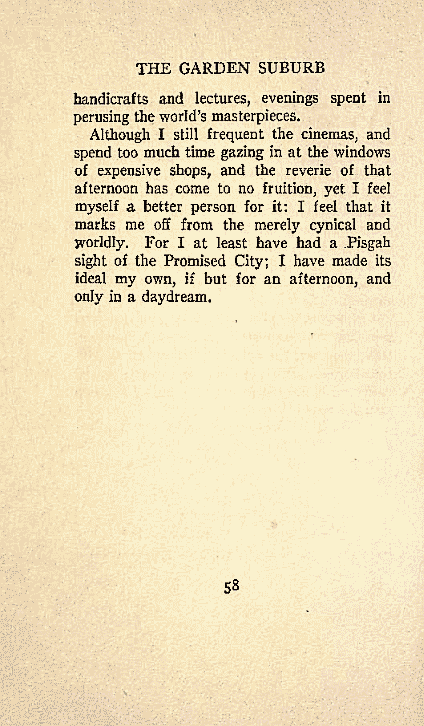 THE GARDEN SUBURB
handicrafts and lectures, evenings spent in
perusing the world's masterpieces.
Although I still frequent the cinemas, and
spend too much time gazing in at the windows
of expensive shops, and the reverie of that
afternoon has come to no fruition, yet I feel
myself a better person for it: I feel that it
marks me off from the merely cynical and
worldly. For I at least have had a Pisgah
sight of the Promised City; I have made its
ideal my own, if but for an afternoon, and
only in a daydream.
58